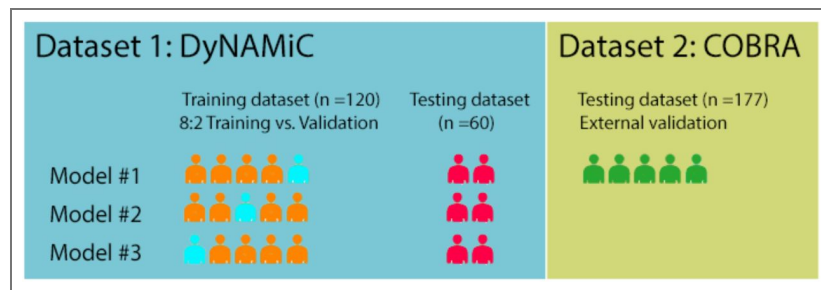 Dataset 1: DyNAMiC
Training dataset (n =120)
8:2 Training vs. Validation
Testing dataset
(n =60)
Model #1
Model #2
Model #3
Dataset 2: COBRA
Testing dataset (n =177)
External validation